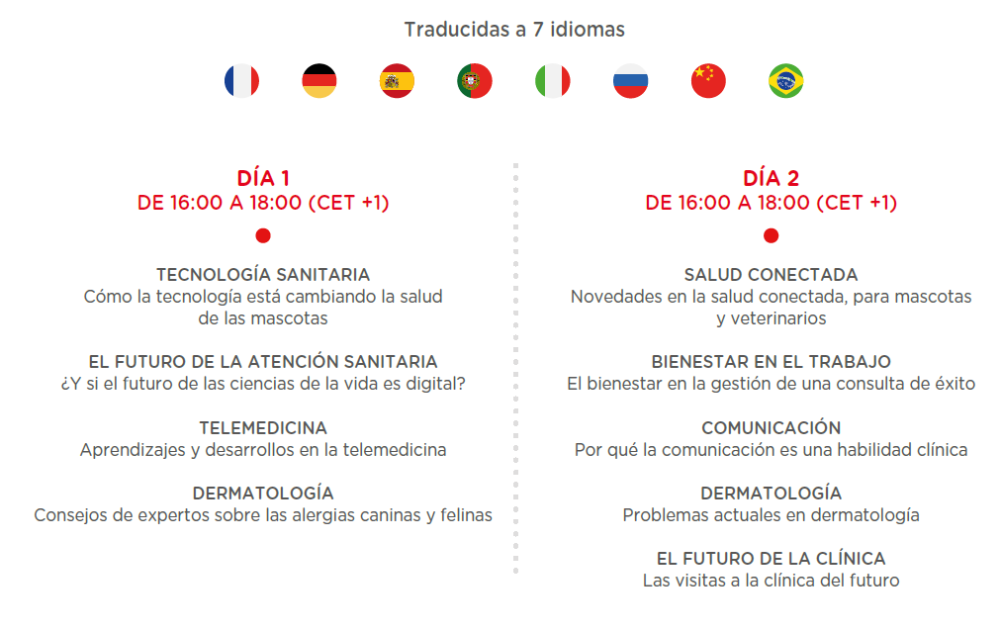 Traducidas a 7 idiomas
DÍA 1
DE 16:00 A 18:00 (CET +1)
TECNOLOGÍA SANITARIA
Cómo la tecnología está cambiando la salud
de las mascotas
EL FUTURO DE LA ATENCIÓN SANITARIA
¿Y si el futuro de las ciencias de la vida es digital?
TELEMEDICINA
Aprendizajes y desarrollos en la telemedicina
DERMATOLOGÍA
Consejos de expertos sobre las alergias caninas y felinas
DÍA 2
DE 16:00 A 18:00 (CET +1)
SALUD CONECTADA
Novedades en la salud conectada, para mascotas
y veterinarios
BIENESTAR EN EL TRABAJO
El bienestar en la gestión de una consulta de éxito
COMUNICACIÓN
Por qué la comunicación es una habilidad clínica
DERMATOLOGÍA
Problemas actuales en dermatología
EL FUTURO DE LA CLÍNICA
Las visitas a la clínica del futuro